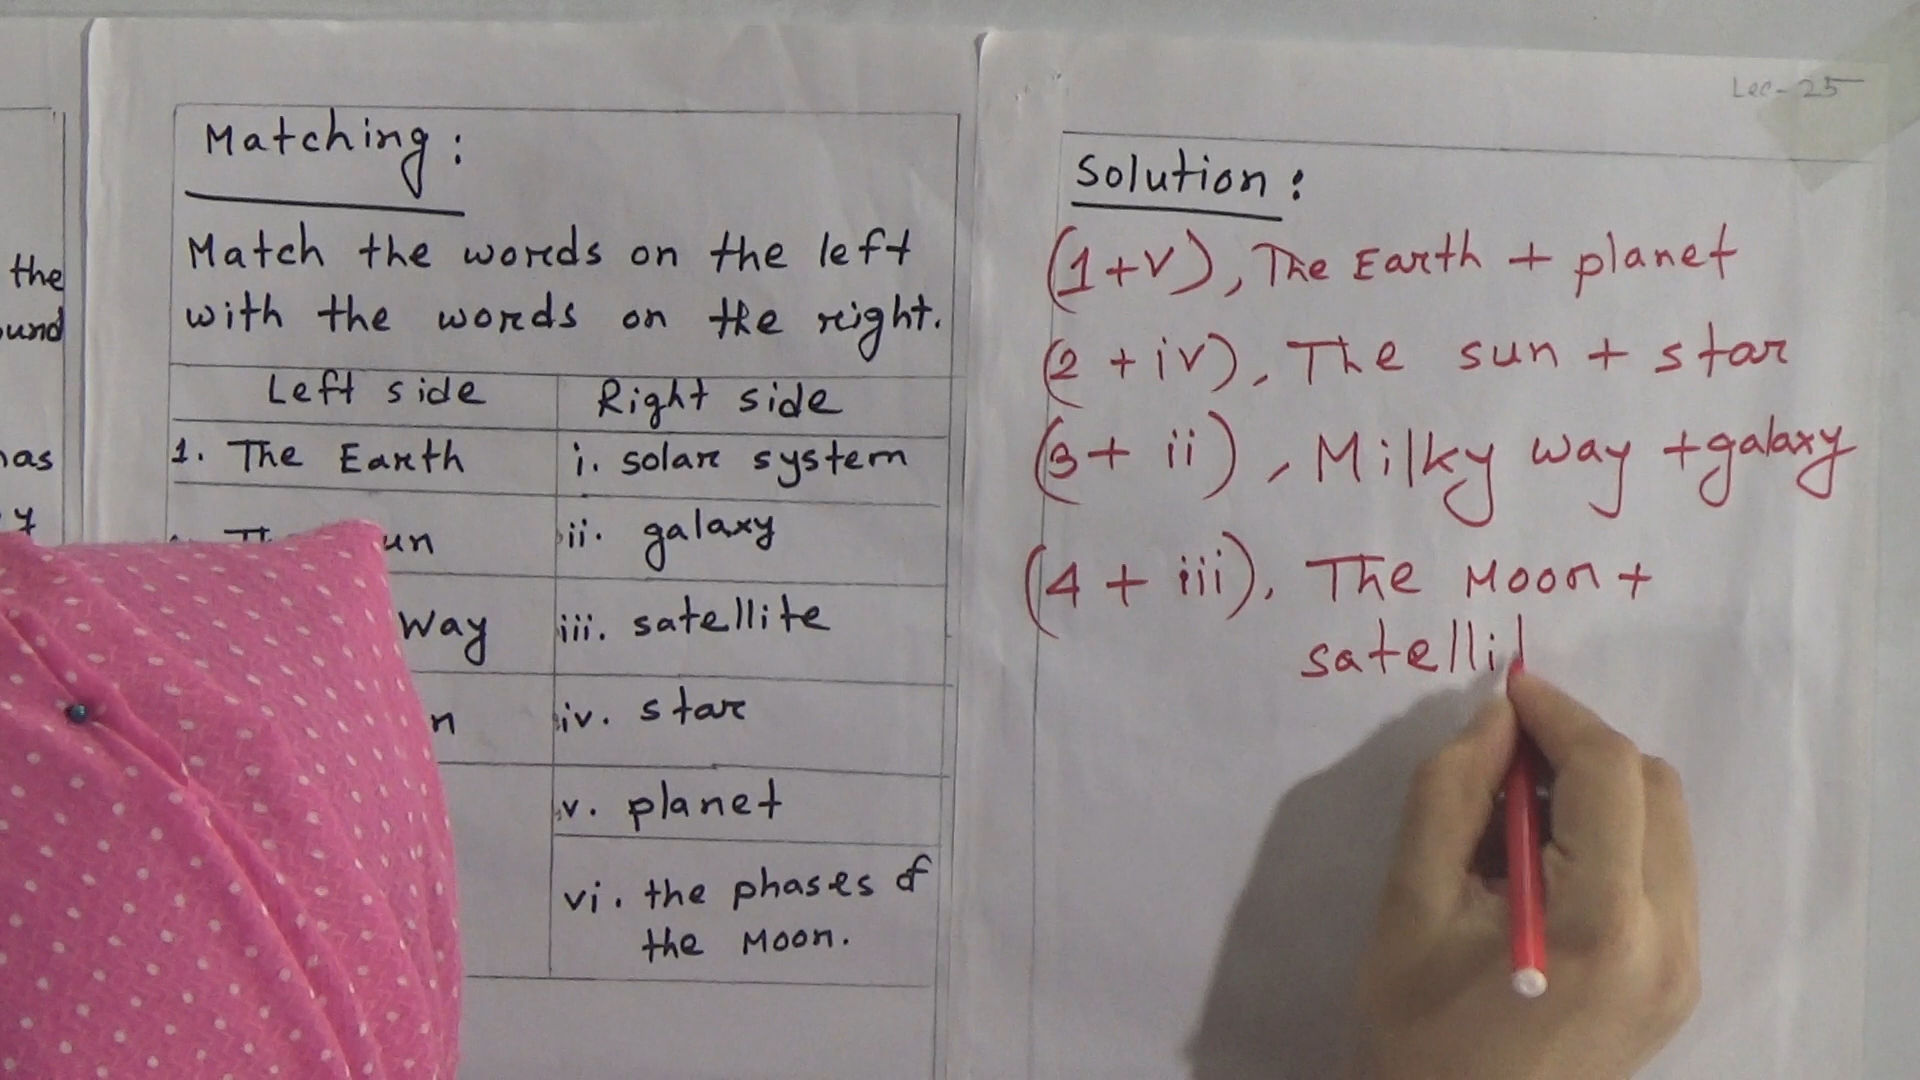 the
ound
has
y
Matching:
Match the words on the left
with the words on the right.
Left side
Right side
1. The Earth
i. solar system
un
ii. galaxy
Way
iii. satellite
n
iv. star
v. planet
vi. the phases of
the Moon.
Lec-25
Solution:
(1+v), The Earth + planet
(2 + iv), The sun + star
(3 + ii), Milky way + galaxy
(4 + iii), The Moon +
satelli